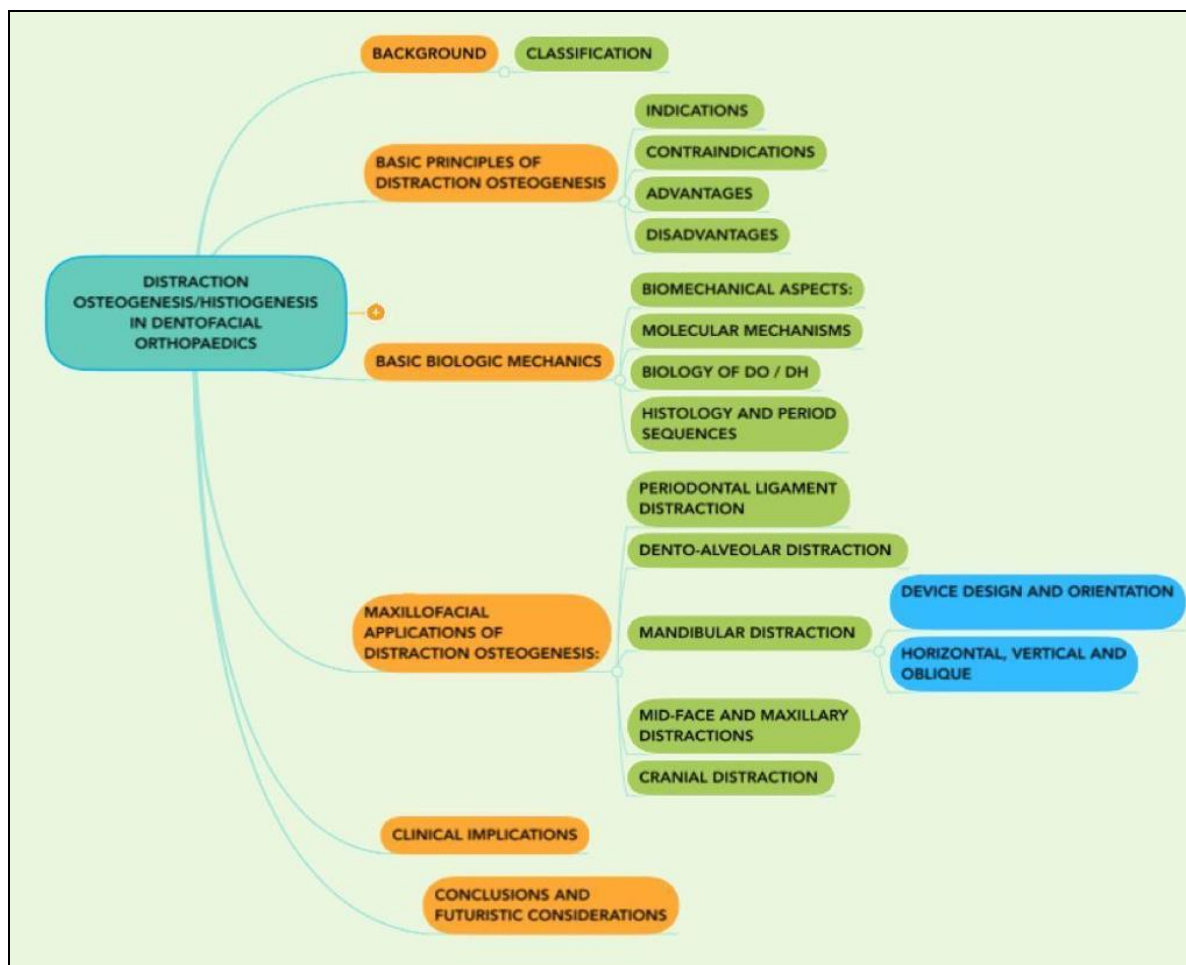 BACKGROUND
CLASSIFICATION
INDICATIONS
CONTRAINDICATIONS
BASIC PRINCIPLES OF
DISTRACTION OSTEOGENESIS
ADVANTAGES
DISADVANTAGES
DISTRACTION
OSTEOGENESIS/HISTIOGENESIS
IN DENTOFACIAL
ORTHOPAEDICS
+
BASIC BIOLOGIC MECHANICS
BIOMECHANICAL ASPECTS:
MOLECULAR MECHANISMS
BIOLOGY OF DO / DH
HISTOLOGY AND PERIOD
SEQUENCES
MAXILLOFACIAL
APPLICATIONS OF
DISTRACTION OSTEOGENESIS:
PERIODONTAL LIGAMENT
DISTRACTION
DENTO-ALVEOLAR DISTRACTION
MANDIBULAR DISTRACTION
DEVICE DESIGN AND ORIENTATION
HORIZONTAL, VERTICAL AND
OBLIQUE
MID-FACE AND MAXILLARY
DISTRACTIONS
CRANIAL DISTRACTION
CLINICAL IMPLICATIONS
CONCLUSIONS AND
FUTURISTIC CONSIDERATIONS